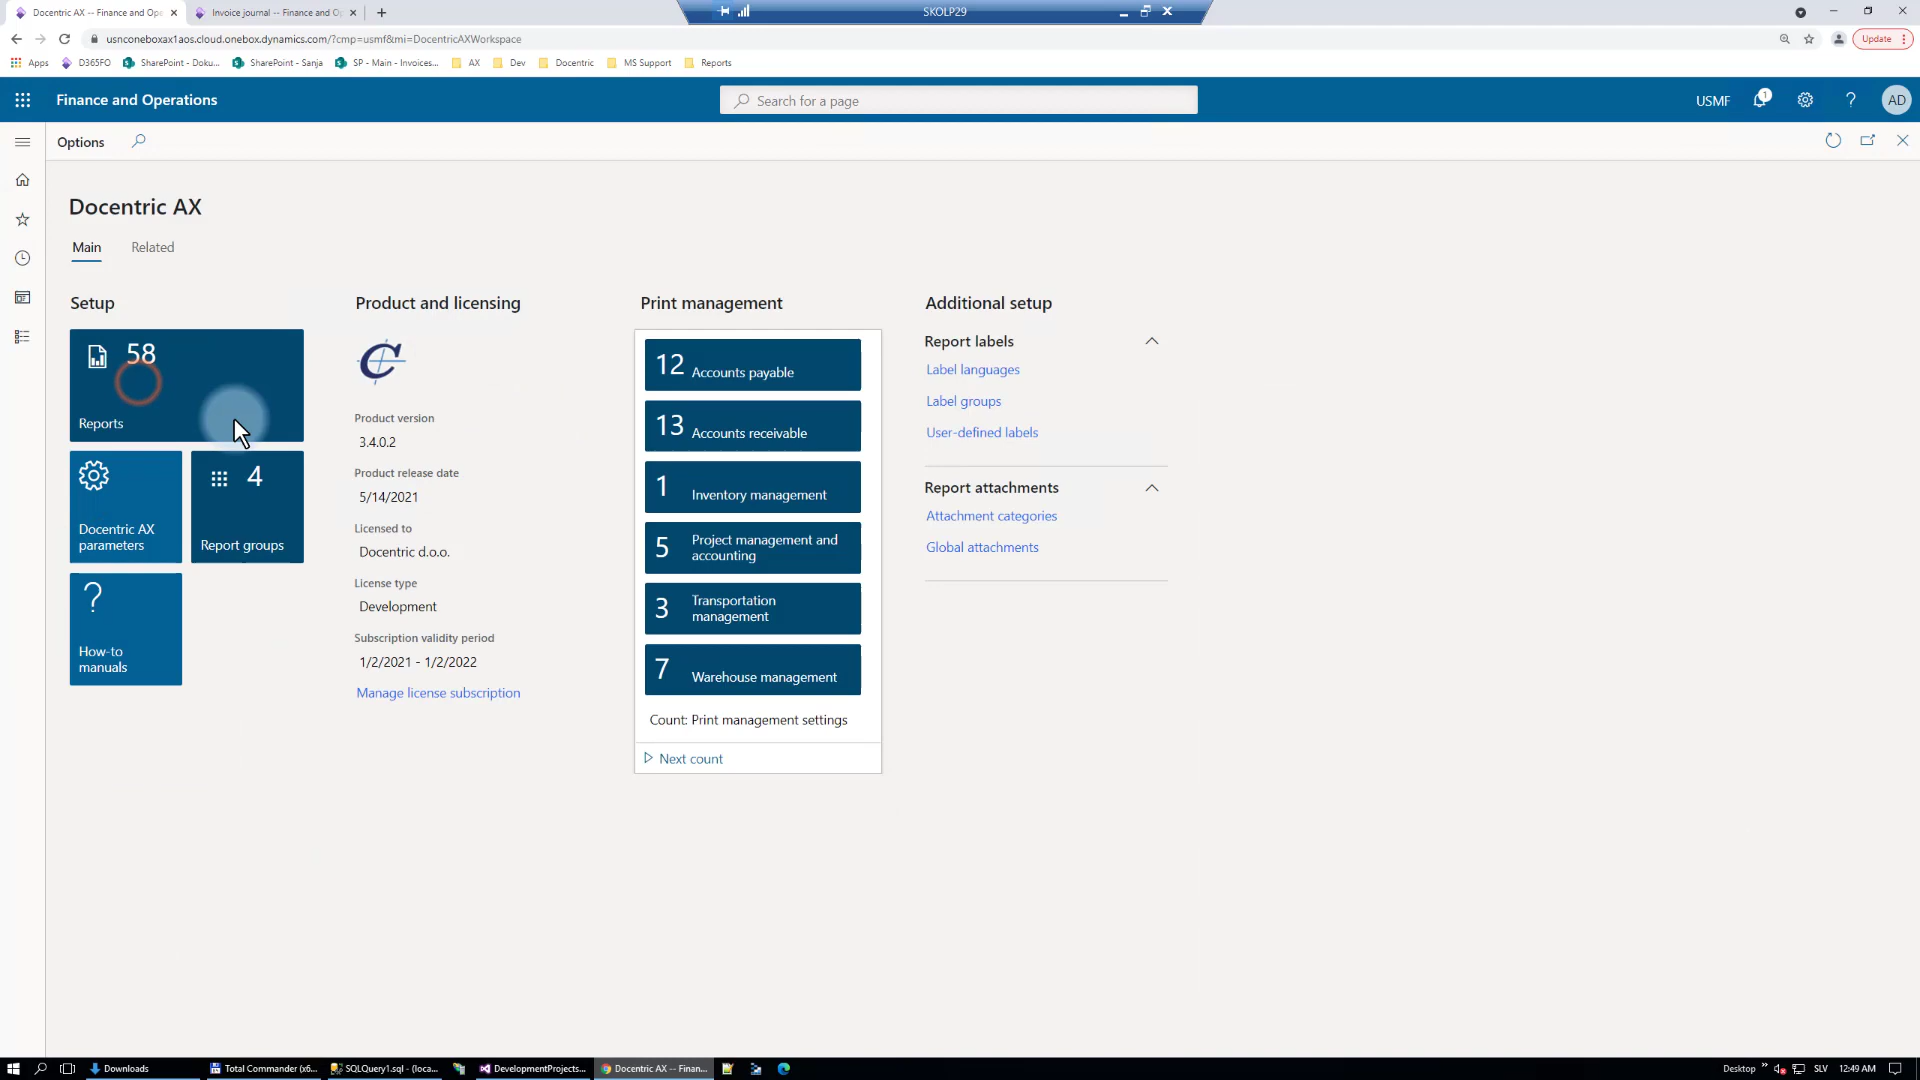 Docentric AX -- Finance and Ope
Invoice journal -- Finance and Op
SKOLP29
usnconeboxax1aos.cloud.onebox.dynamics.com/?cmp=usmf&mi=DocentricAXWorkspace
Update
Apps
D365FO
SharePoint - Doku...
SharePoint - Sanja
SP - Main - Invoices...
AX
Dev
Docentric
MS Support
Reports
Finance and Operations
Search for a page
USMF
1
?
AD
Options
Docentric AX
Main
Related
Setup
58
Reports
Docentric AX
parameters
4
Report groups
?
How-to
manuals
Product and licensing
C
Product version
3.4.0.2
Product release date
5/14/2021
Licensed to
Docentric d.o.o.
License type
Development
Subscription validity period
1/2/2021 - 1/2/2022
Manage license subscription
Print management
12 Accounts payable
13 Accounts receivable
1 Inventory management
5 Project management and
accounting
3 Transportation
management
7 Warehouse management
Count: Print management settings
Next count
Additional setup
Report labels
Label languages
Label groups
User-defined labels
Report attachments
Attachment categories
Global attachments
Downloads
Total Commander (x6...
SQLQuery1.sql - (loca...
DevelopmentProjects...
Docentric AX -- Finan...
Desktop
SLV
12:49 AM